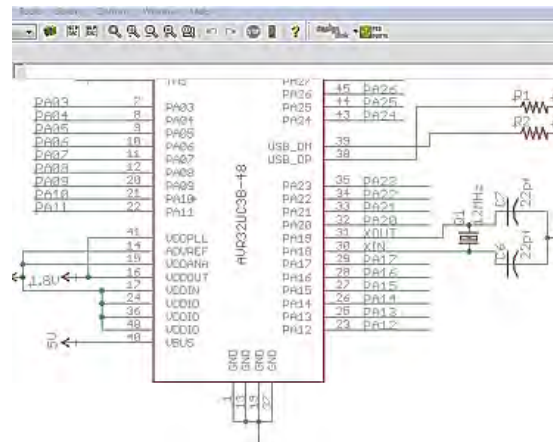 PA03 7 PA03
PA04 8 PA04
PA05 9 PA05
PA06 10 PA06
PA07 11 PA07
PA08 12 PA08
PA09 20 PA09
PA10 21 PA10
PA11 22 PA11
41 VDDPLL
14 ADVREF
VDDANA
1.8V 16 VDDOUT
17 VDDIN
24 VDDIO
36 VDDIO
VDDIO
5V VBUS
AVR32UC3B-48
PA27
PA26 45 PA26
PA25 44 PA25
PA24 43 PA24
USB_DM 39
USB_DP 38
PA23 35 PA23
PA22 34 PA22
PA21 33 PA21
PA20 32 PA20
PA19 31 XOUT
PA18 30 XIN
PA17 29 PA17
PA16 28 PA16
PA15 27 PA15
PA14 26 PA14
PA13 25 PA13
PA12 23 PA12
GND GND GND GND
1 13 19 37
R1
R2
Q1 12MHz
C7 22pf
C6 22pf